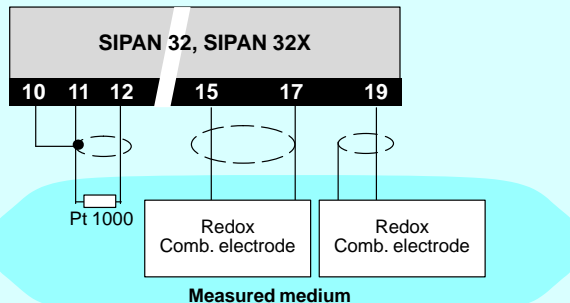 SIPAN 32, SIPAN 32X
10 11 12 15 17 19
Pt 1000
Redox
Comb. electrode
Redox
Comb. electrode
Measured medium